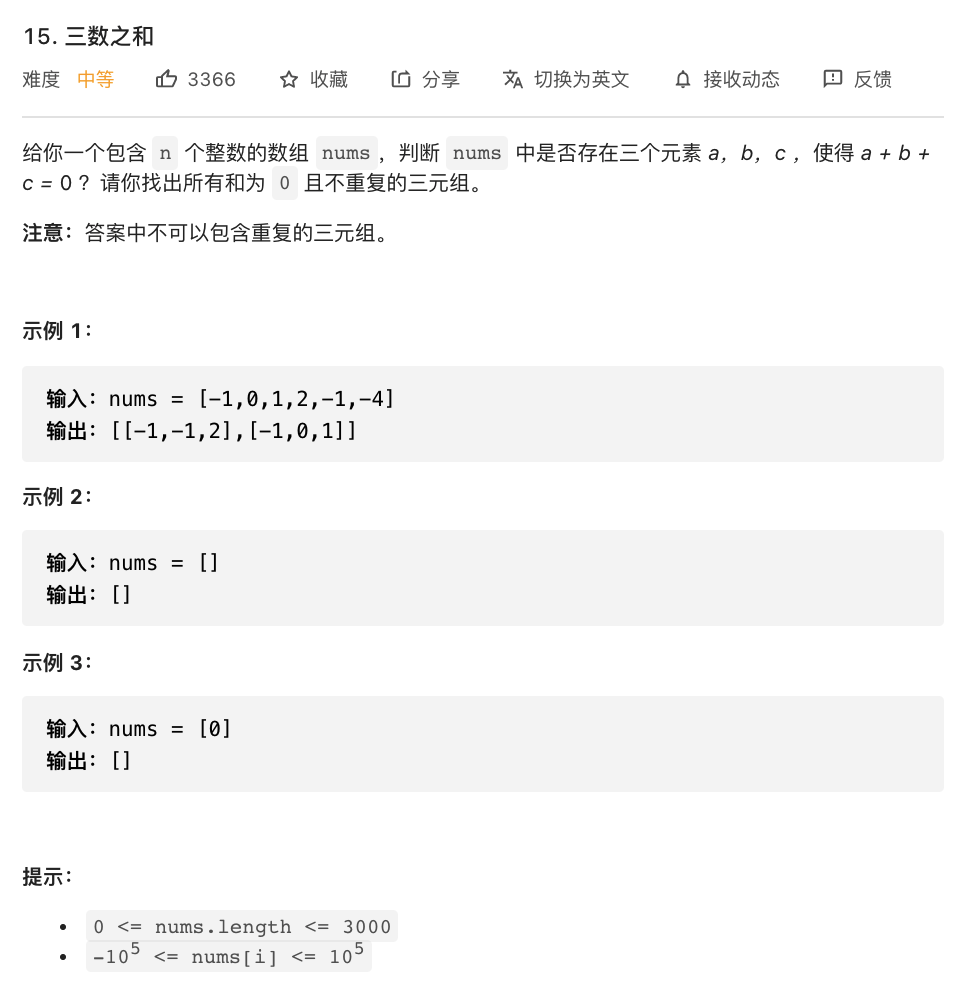 15. 三数之和
难度 中等 3366 收藏 分享 切换为英文 接收动态 反馈
给你一个包含 n 个整数的数组 nums ，判断 nums 中是否存在三个元素 a，b，c ，使得 a + b +
c = 0 ？请你找出所有和为 0 且不重复的三元组。
注意：答案中不可以包含重复的三元组。
示例 1：
输入：nums = [-1,0,1,2,-1,-4]
输出：[[-1,-1,2],[-1,0,1]]
示例 2：
输入：nums = []
输出：[]
示例 3：
输入：nums = [0]
输出：[]
提示：
• 0 <= nums.length <= 3000
• -10⁵ <= nums[i] <= 10⁵